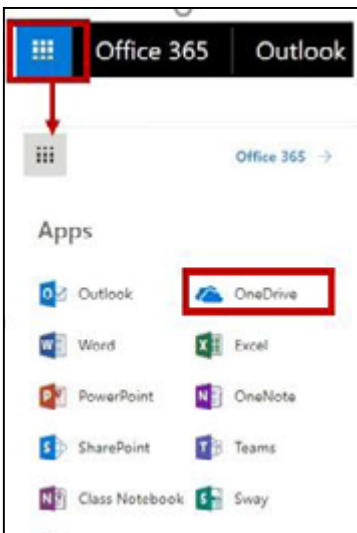 Office 365 Outlook
Office 365 →
Apps
Outlook OneDrive
Word Excel
PowerPoint OneNote
SharePoint Teams
Class Notebook Sway